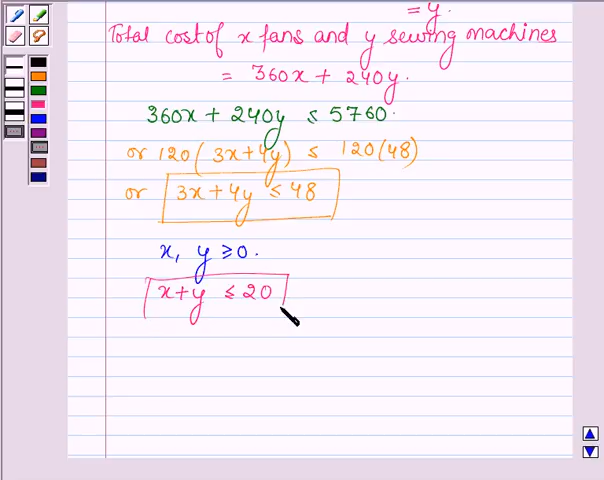 = y.
Total cost of x fans and y sewing machines
= 360x + 240y.
360x + 240y ≤ 5760.
or 120 ( 3x + 4y ) ≤ 120 (48)
or 3x + 4y ≤ 48
x, y ≥ 0.
x + y ≤ 20